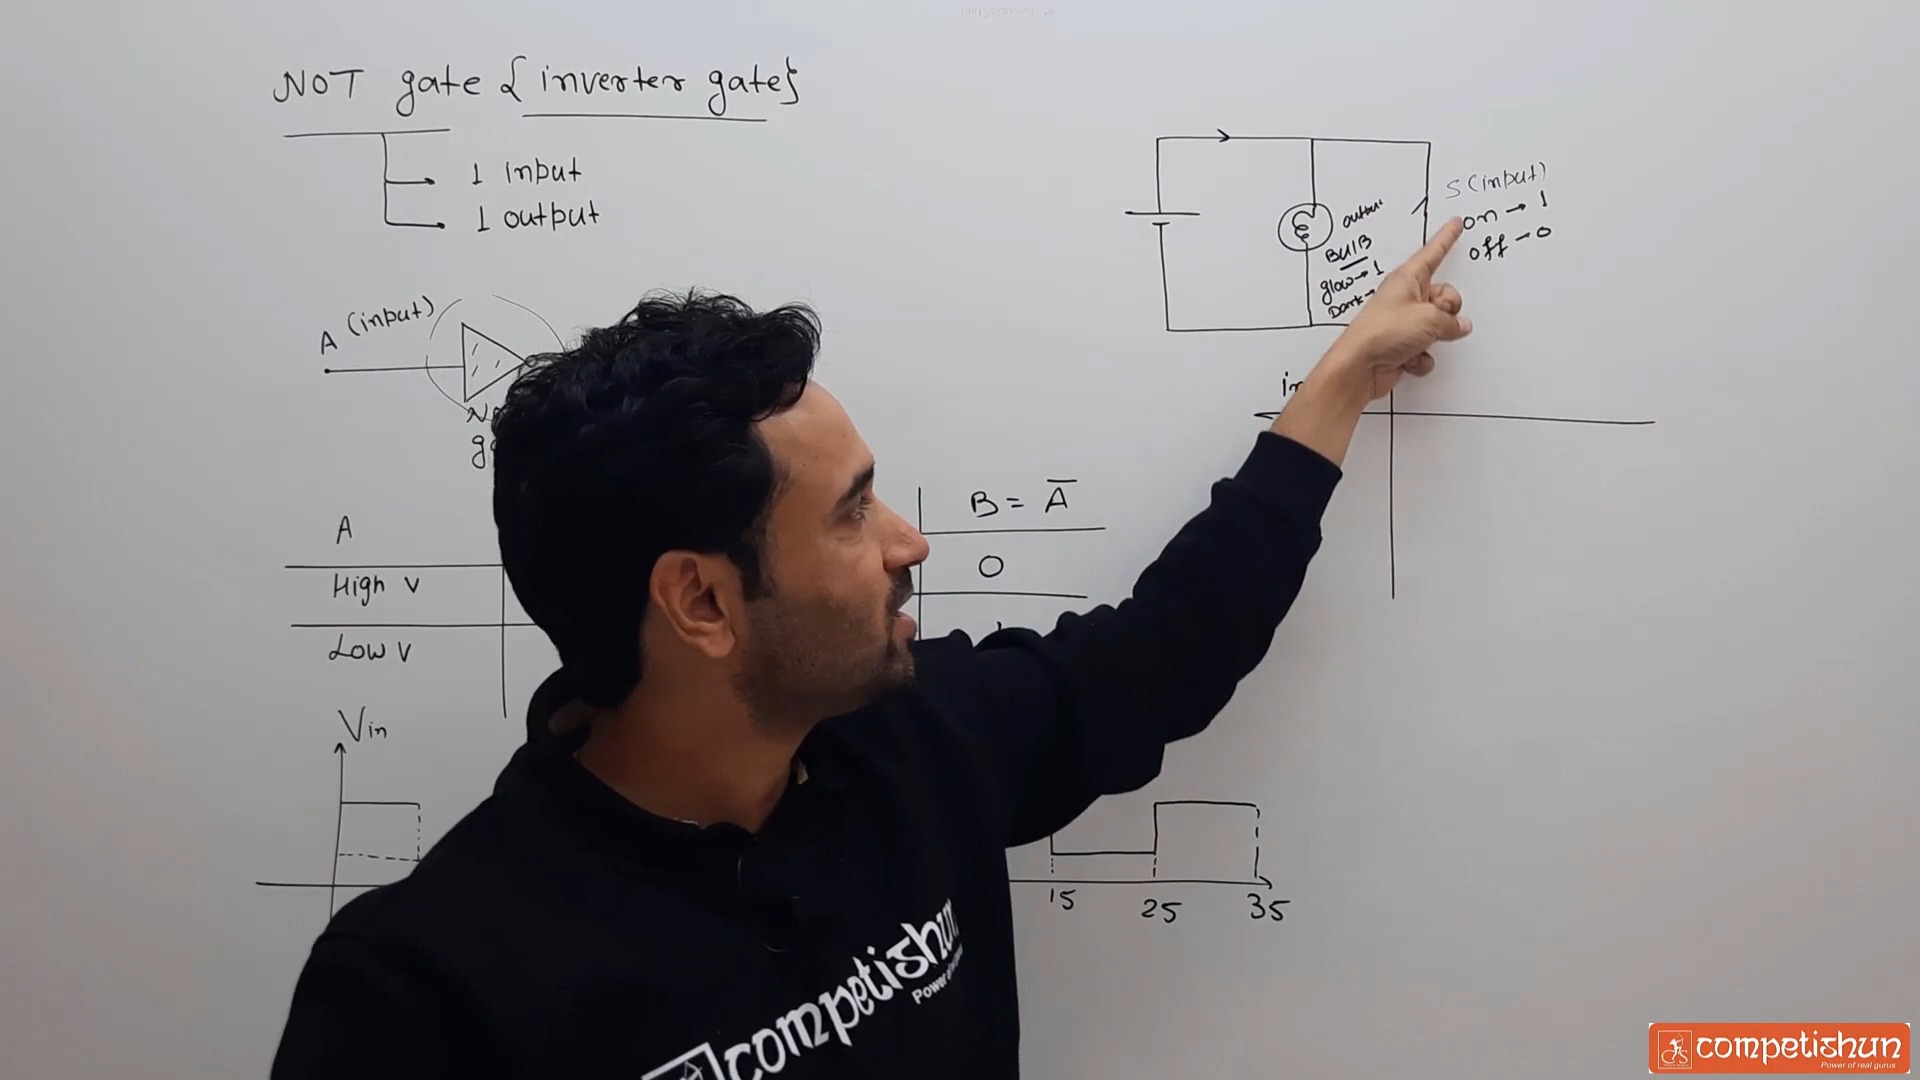 NOT gate { inverter gate}
1 input
1 output
A (input)
A
High V
Low V
B = A̅
0
Vin
15 25 35
S (input)
on → 1
off → 0
output
BUlB
glow → 1
Dark →
competishun
competishun
Power of real gurus